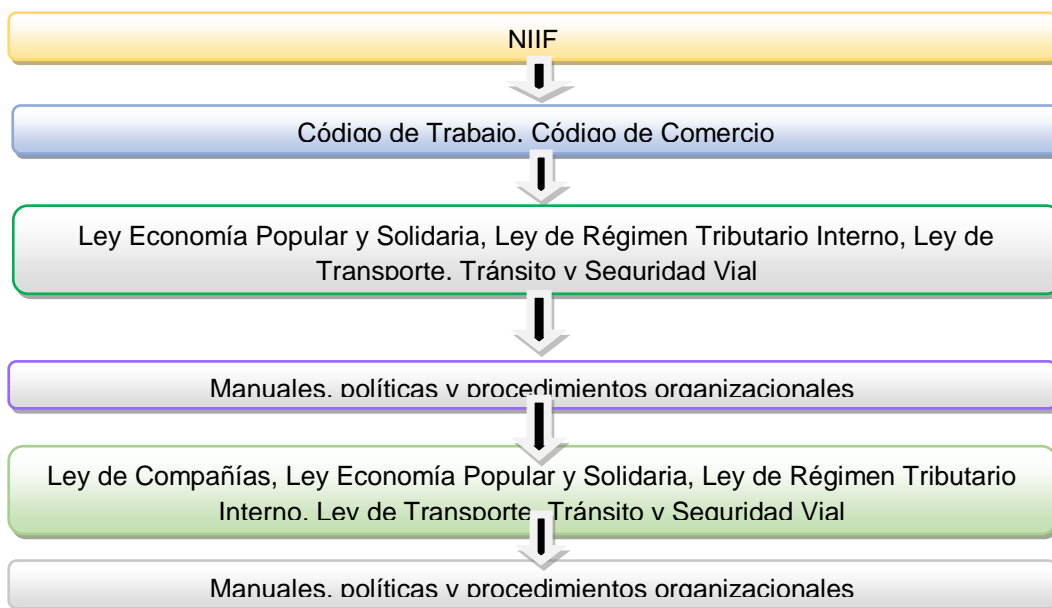 NIIF
Código de Trabajo, Código de Comercio
Ley Economía Popular y Solidaria, Ley de Régimen Tributario Interno, Ley de
Transporte, Tránsito y Seguridad Vial
Manuales, políticas y procedimientos organizacionales
Ley de Compañías, Ley Economía Popular y Solidaria, Ley de Régimen Tributario
Interno, Ley de Transporte, Tránsito y Seguridad Vial
Manuales, políticas y procedimientos organizacionales